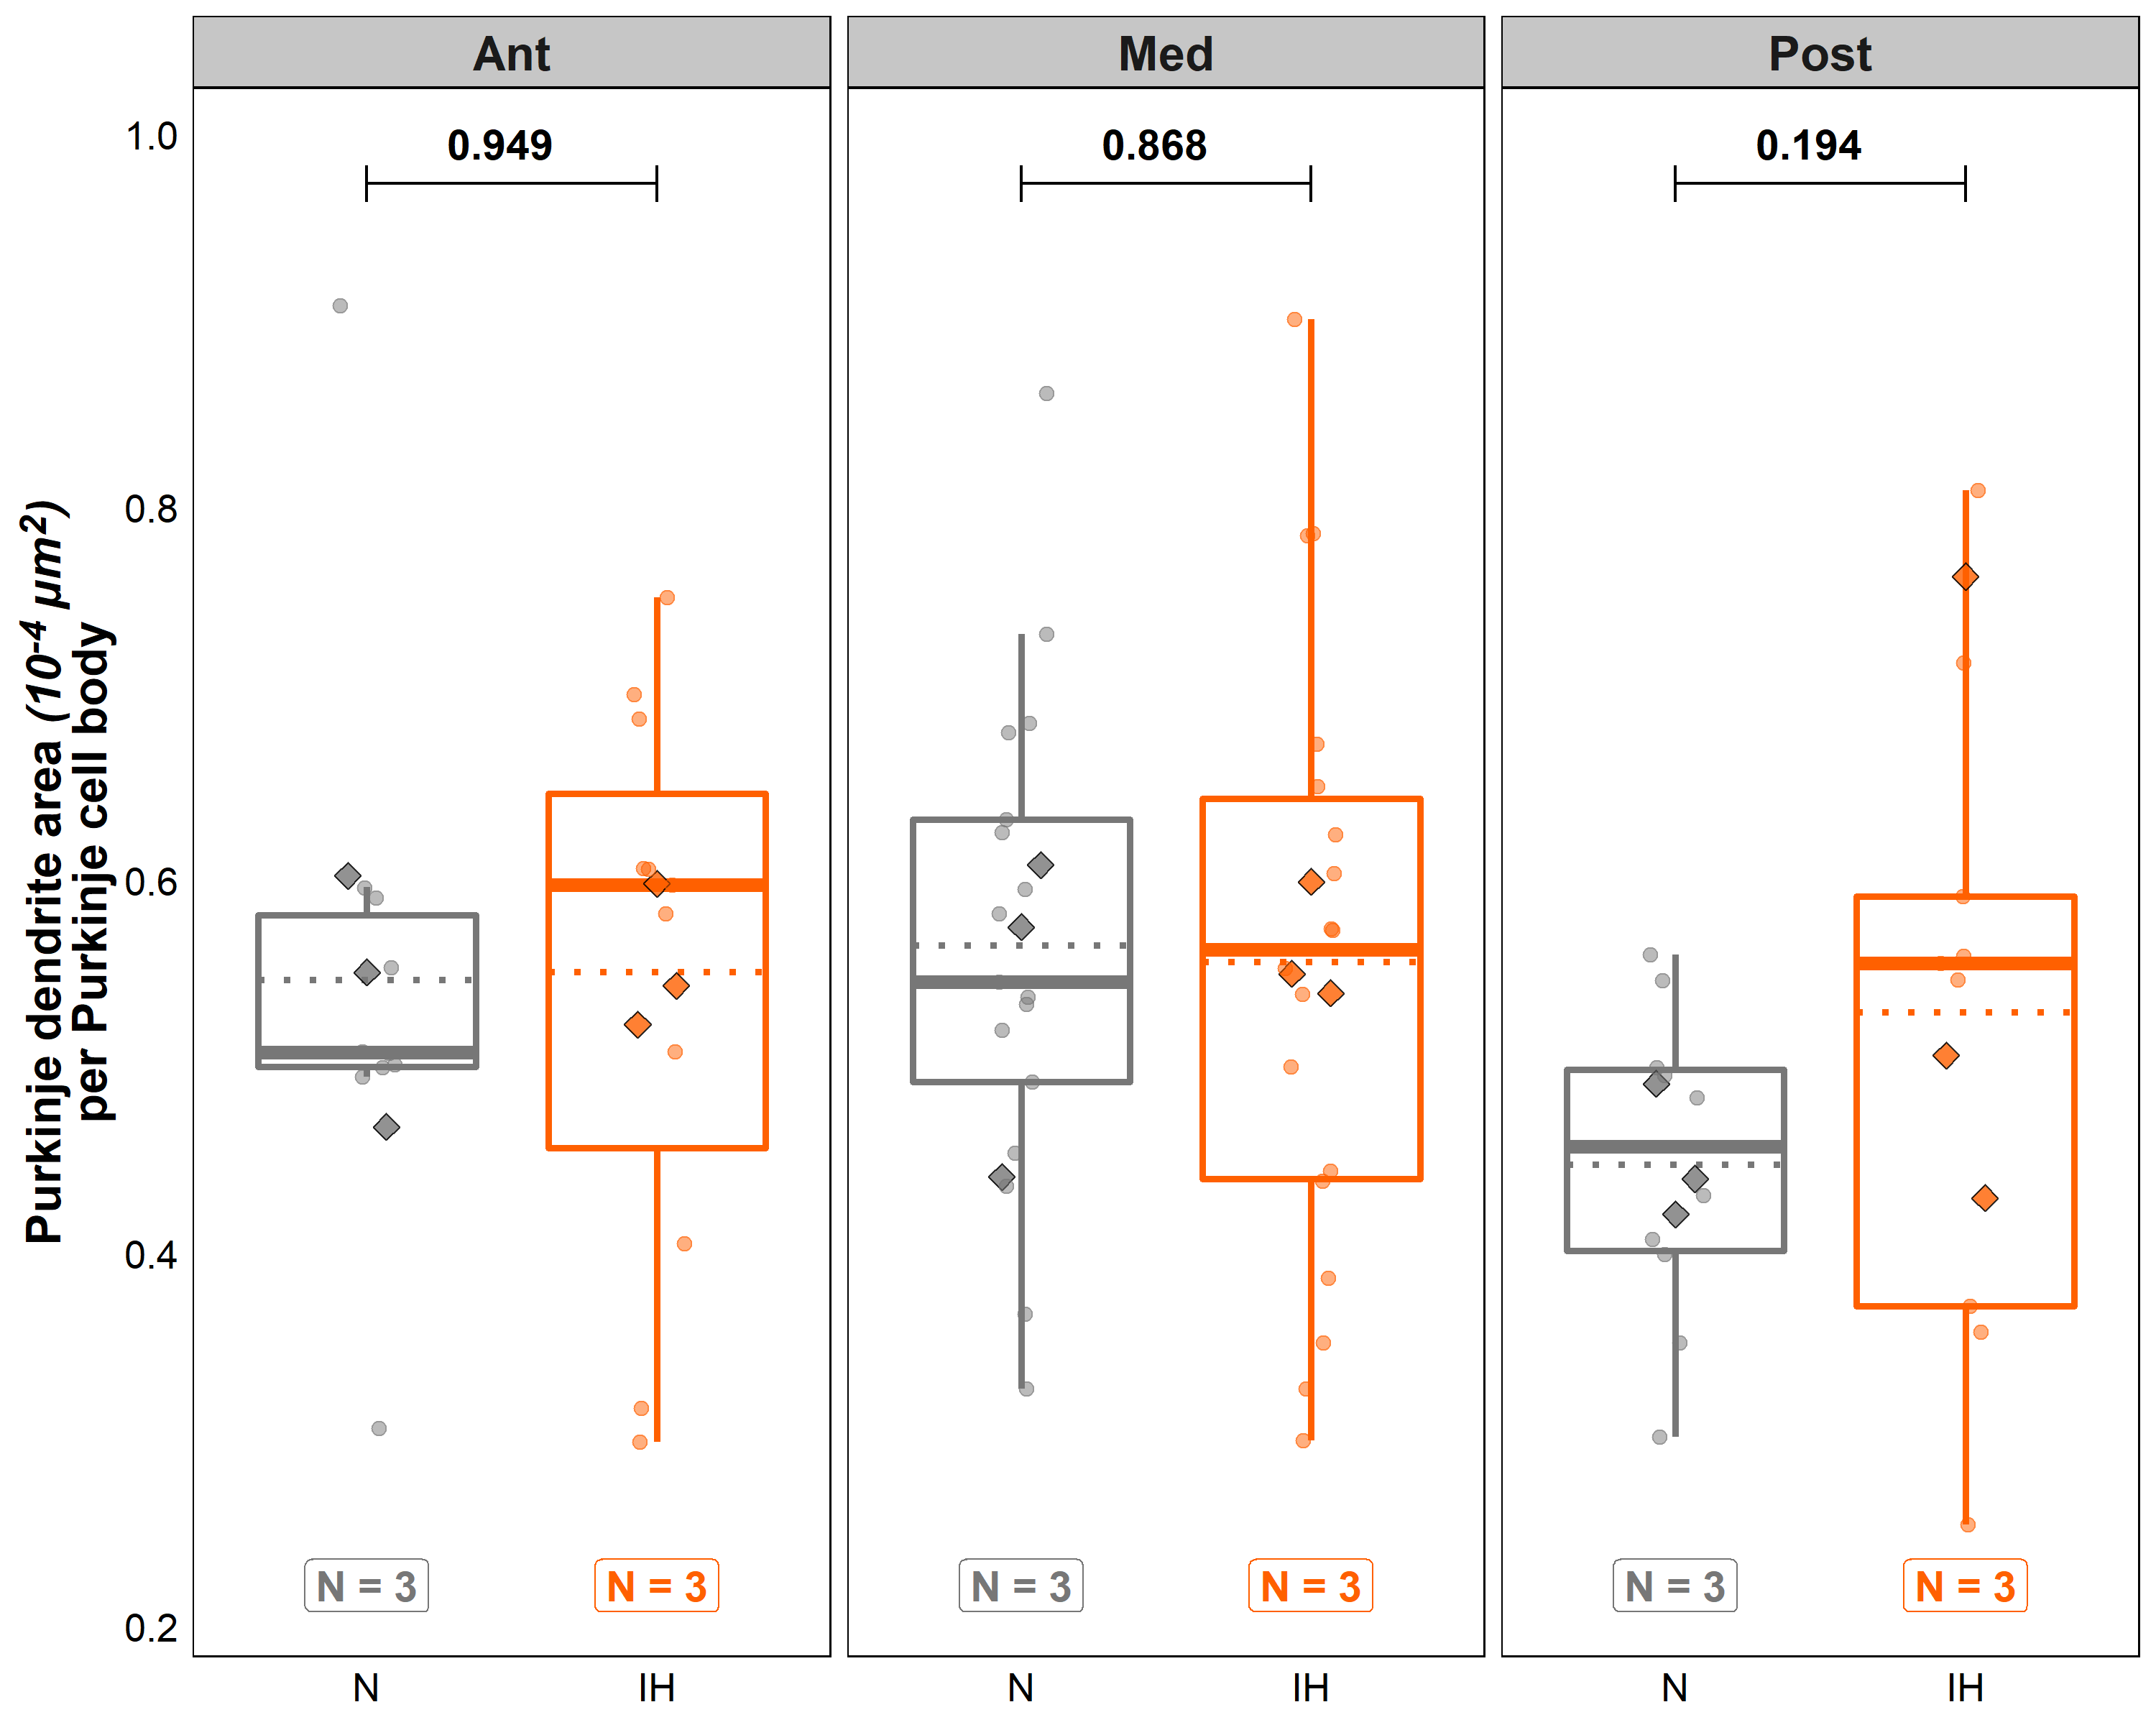 Ant
Med
Post
1.0
0.8
0.6
0.4
0.2
Purkinje dendrite area (10⁻⁴ µm²)
per Purkinje cell body
0.949
0.868
0.194
N = 3
N = 3
N = 3
N = 3
N = 3
N = 3
N
IH
N
IH
N
IH